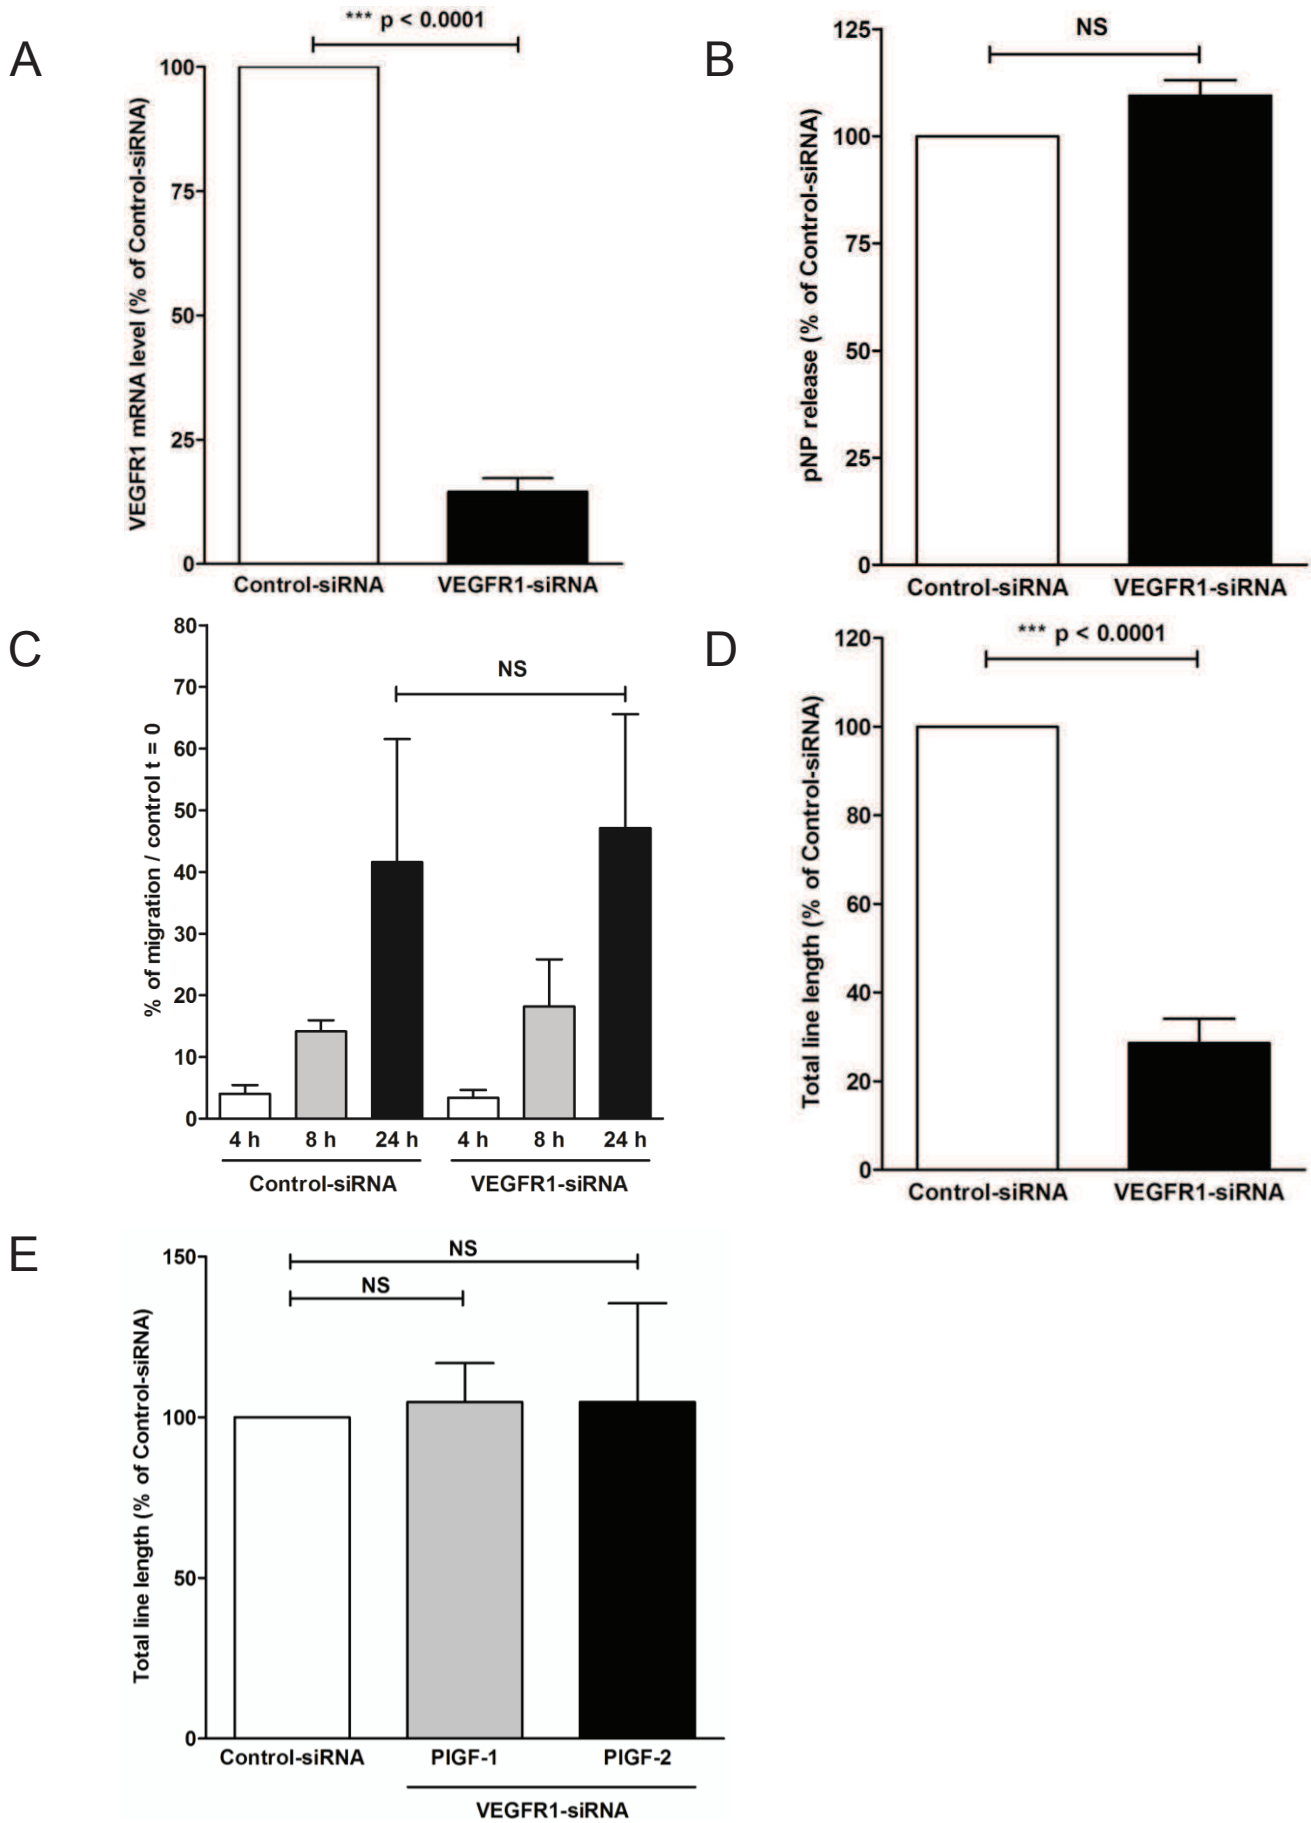 A
*** p < 0.0001
VEGFR1 mRNA level (% of Control-siRNA)
100
75
50
25
0
Control-siRNA VEGFR1-siRNA
B
NS
pNP release (% of Control-siRNA)
125
100
75
50
25
0
Control-siRNA VEGFR1-siRNA
C
NS
% of migration / control t = 0
80
70
60
50
40
30
20
10
0
4 h 8 h 24 h 4 h 8 h 24 h
Control-siRNA VEGFR1-siRNA
D
*** p < 0.0001
Total line length (% of Control-siRNA)
120
100
80
60
40
20
0
Control-siRNA VEGFR1-siRNA
E
NS
NS
Total line length (% of Control-siRNA)
150
100
50
0
Control-siRNA PlGF-1 PlGF-2
VEGFR1-siRNA